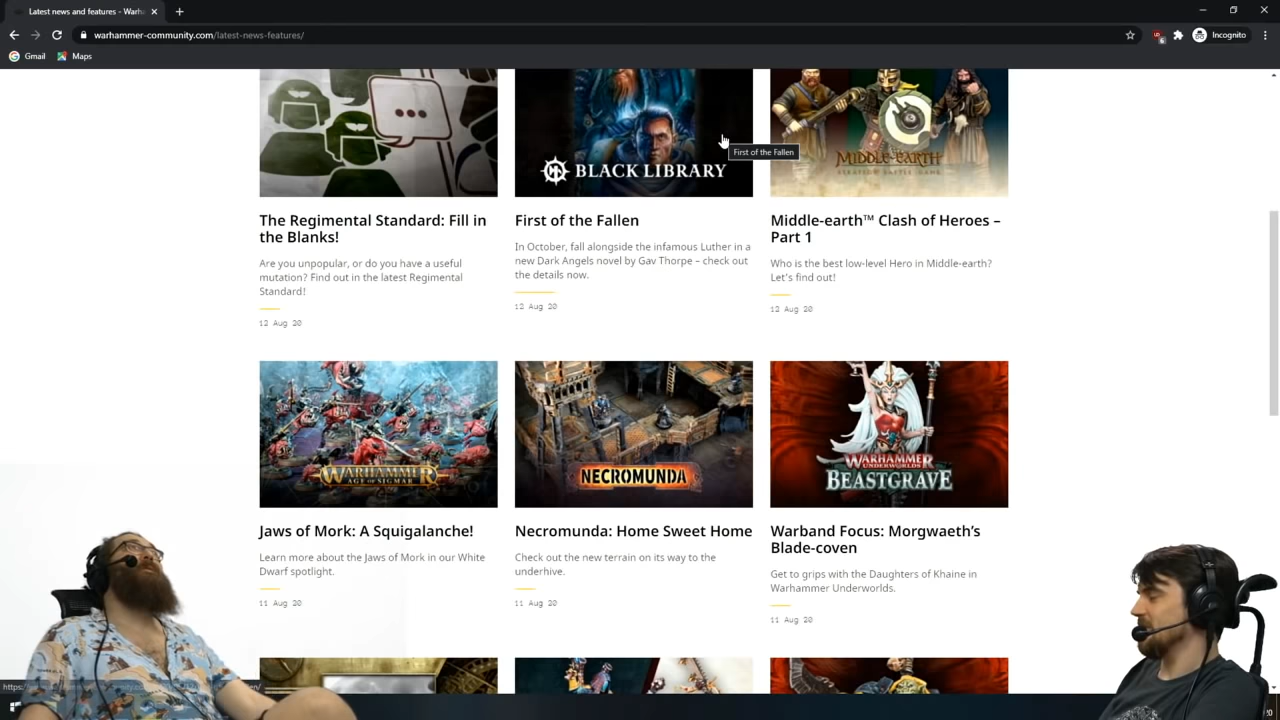 Latest news and features - Warh
warhammer-community.com/latest-news-features/
Incognito
Gmail
Maps
...
BLACK LIBRARY
First of the Fallen
MIDDLE-EARTH
STRATEGY BATTLE GAME
The Regimental Standard: Fill in
the Blanks!
Are you unpopular, or do you have a useful
mutation? Find out in the latest Regimental
Standard!
12 Aug 20
First of the Fallen
In October, fall alongside the infamous Luther in a
new Dark Angels novel by Gav Thorpe – check out
the details now.
12 Aug 20
Middle-earth™ Clash of Heroes –
Part 1
Who is the best low-level Hero in Middle-earth?
Let's find out!
12 Aug 20
WARHAMMER
AGE OF SIGMAR
NECROMUNDA
WARHAMMER
UNDERWORLDS
BEASTGRAVE
Jaws of Mork: A Squigalanche!
Learn more about the Jaws of Mork in our White
Dwarf spotlight.
11 Aug 20
Necromunda: Home Sweet Home
Check out the new terrain on its way to the
underhive.
11 Aug 20
Warband Focus: Morgwaeth's
Blade-coven
Get to grips with the Daughters of Khaine in
Warhammer Underworlds.
11 Aug 20